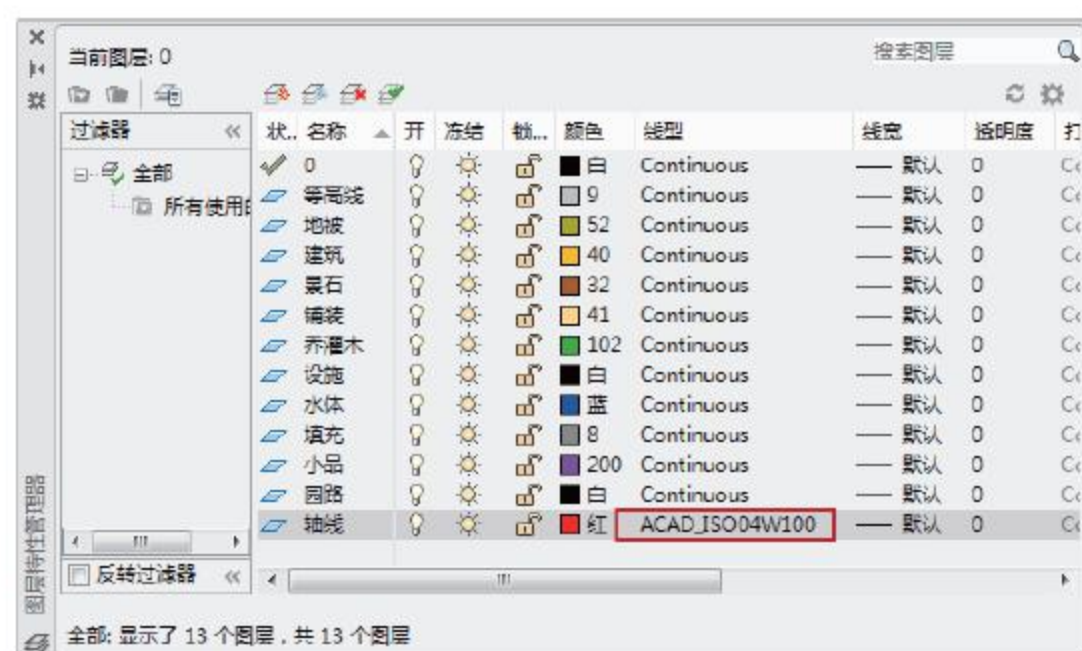 当前图层: 0
搜索图层
过滤器
状.. 名称 开 冻结 锁... 颜色 线型 线宽 透明度 打
全部
所有使用
0 白 Continuous 默认 0
等高线 9 Continuous 默认 0
地被 52 Continuous 默认 0
建筑 40 Continuous 默认 0
景石 32 Continuous 默认 0
铺装 41 Continuous 默认 0
乔灌木 102 Continuous 默认 0
设施 白 Continuous 默认 0
水体 蓝 Continuous 默认 0
填充 8 Continuous 默认 0
小品 200 Continuous 默认 0
园路 白 Continuous 默认 0
轴线 红 ACAD_ISO04W100 默认 0
反转过滤器
图层特性管理器
全部: 显示了 13 个图层，共 13 个图层